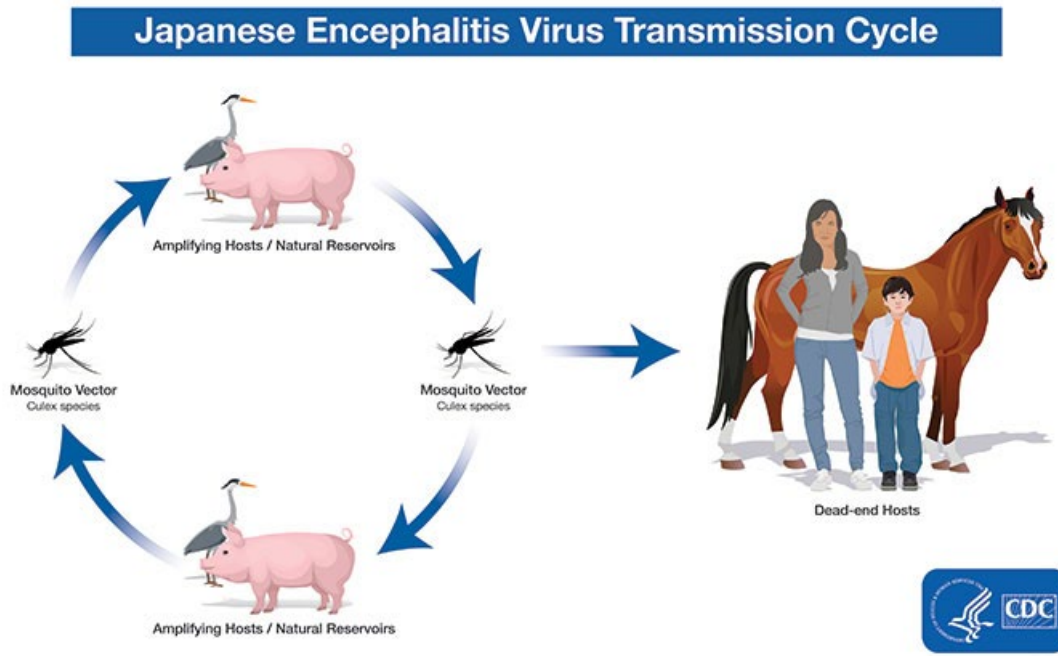 Japanese Encephalitis Virus Transmission Cycle
Amplifying Hosts / Natural Reservoirs
Mosquito Vector
Culex species
Mosquito Vector
Culex species
Dead-end Hosts
Amplifying Hosts / Natural Reservoirs
CDC